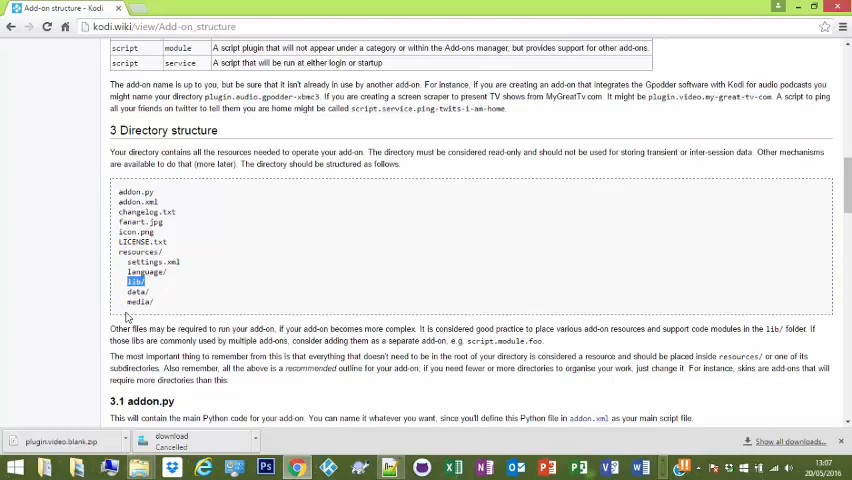 Add-on structure - Kodi
kodi.wiki/view/Add-on_structure
script module A script plugin that will not appear under a category or within the Add-ons manager, but provides support for other add-ons.
script service A script that will be run at either login or startup
The add-on name is up to you, but be sure that it isn't already in use by another add-on. For instance, if you are creating an add-on that integrates the Gpodder software with Kodi for audio podcasts you
might name your directory plugin.audio.gpodder-xbmc3. If you are creating a screen scraper to present TV shows from MyGreatTv.com. It might be plugin.video.my-great-tv-com. A script to ping
all your friends on twitter to tell them you are home might be called script.service.ping-twits-i-am-home.
3 Directory structure
Your directory contains all the resources needed to operate your add-on. The directory must be considered read-only and should not be used for storing transient or inter-session data. Other mechanisms
are available to do that (more later). The directory should be structured as follows:
addon.py
addon.xml
changelog.txt
fanart.jpg
icon.png
LICENSE.txt
resources/
settings.xml
language/
lib/
data/
media/
Other files may be required to run your add-on, if your add-on becomes more complex. It is considered good practice to place various add-on resources and support code modules in the lib/ folder. If
those libs are commonly used by multiple add-ons, consider adding them as a separate add-on, e.g. script.module.foo.
The most important thing to remember from this is that everything that doesn't need to be in the root of your directory is considered a resource and should be placed inside resources/ or one of its
subdirectories. Also remember, all the above is a recommended outline for your add-on, if you need fewer or more directories to organise your work, just change it. For instance, skins are add-ons that will
require more directories than this.
3.1 addon.py
This will contain the main Python code for your add-on. You can name it whatever you want, since you'll define this Python file in addon.xml as your main script file.
plugin.video.blank.zip
download
Cancelled
Show all downloads...
13:07
20/05/2016